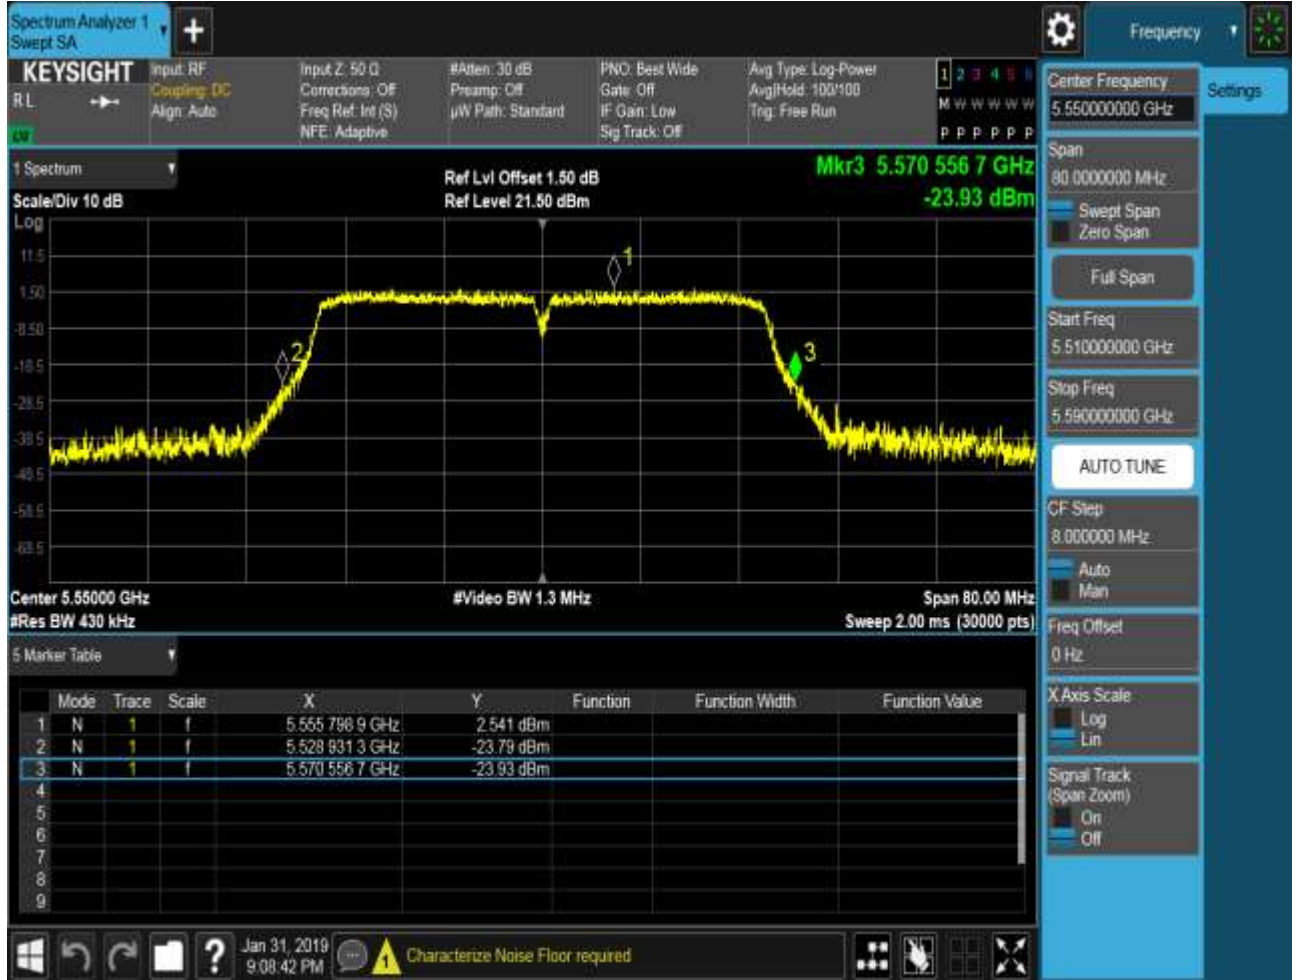 Spectrum Analyzer 1
Swept SA
+
Frequency
KEYSIGHT
RL
Input: RF
Coupling: DC
Align: Auto
Input Z: 50 Ω
Corrections: Off
Freq Ref: Int (S)
NFE: Adaptive
#Atten: 30 dB
Preamp: Off
µW Path: Standard
PNO: Best Wide
Gate: Off
IF Gain: Low
Sig Track: Off
Avg Type: Log-Power
Avg|Hold: 100/100
Trig: Free Run
1 2 3 4 5 6
M W W W W W
P P P P P P
1 Spectrum
Scale/Div 10 dB
Ref Lvl Offset 1.50 dB
Ref Level 21.50 dBm
Mkr3 5.570 556 7 GHz
-23.93 dBm
Log
11.5
1.50
-8.50
-18.5
-28.5
-38.5
-48.5
-58.5
-68.5
1
2
3
Center 5.55000 GHz
#Video BW 1.3 MHz
Span 80.00 MHz
#Res BW 430 kHz
Sweep 2.00 ms (30000 pts)
5 Marker Table
Mode Trace Scale X Y Function Function Width Function Value
1 N 1 f 5.555 798 9 GHz 2.541 dBm
2 N 1 f 5.528 931 3 GHz -23.79 dBm
3 N 1 f 5.570 556 7 GHz -23.93 dBm
4
5
6
7
8
9
Center Frequency
5.550000000 GHz
Settings
Span
80.0000000 MHz
Swept Span
Zero Span
Full Span
Start Freq
5.510000000 GHz
Stop Freq
5.590000000 GHz
AUTO TUNE
CF Step
8.000000 MHz
Auto
Man
Freq Offset
0 Hz
X Axis Scale
Log
Lin
Signal Track
(Span Zoom)
On
Off
?
Jan 31, 2019
9:08:42 PM
1
Characterize Noise Floor required